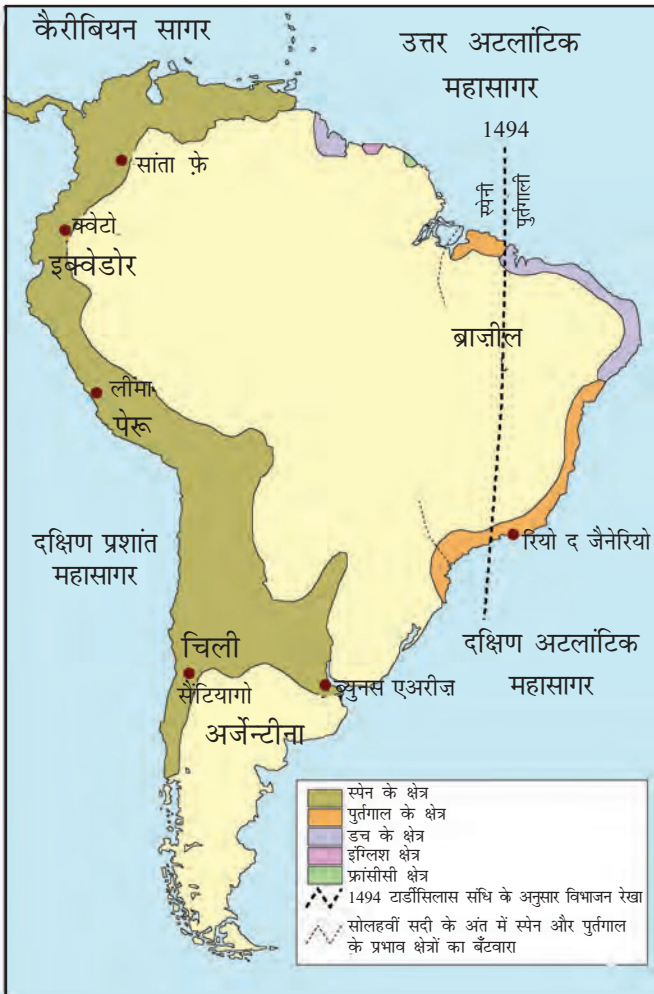 कैरीबियन सागर
उत्तर अटलांटिक
महासागर
1494
स्पेनी
पुर्तगाली
सांता फ़े
क्वेटो
इक्वेडोर
ब्राज़ील
लीमा
पेरू
दक्षिण प्रशांत
महासागर
रियो द जैनेरियो
चिली
सैंटियागो
ब्युनस एअरीज़
दक्षिण अटलांटिक
महासागर
अर्जेन्टीना
स्पेन के क्षेत्र
पुर्तगाल के क्षेत्र
डच के क्षेत्र
इंग्लिश क्षेत्र
फ्रांसीसी क्षेत्र
1494 टार्डीसिलास संधि के अनुसार विभाजन रेखा
सोलहवीं सदी के अंत में स्पेन और पुर्तगाल
के प्रभाव क्षेत्रों का बँटवारा